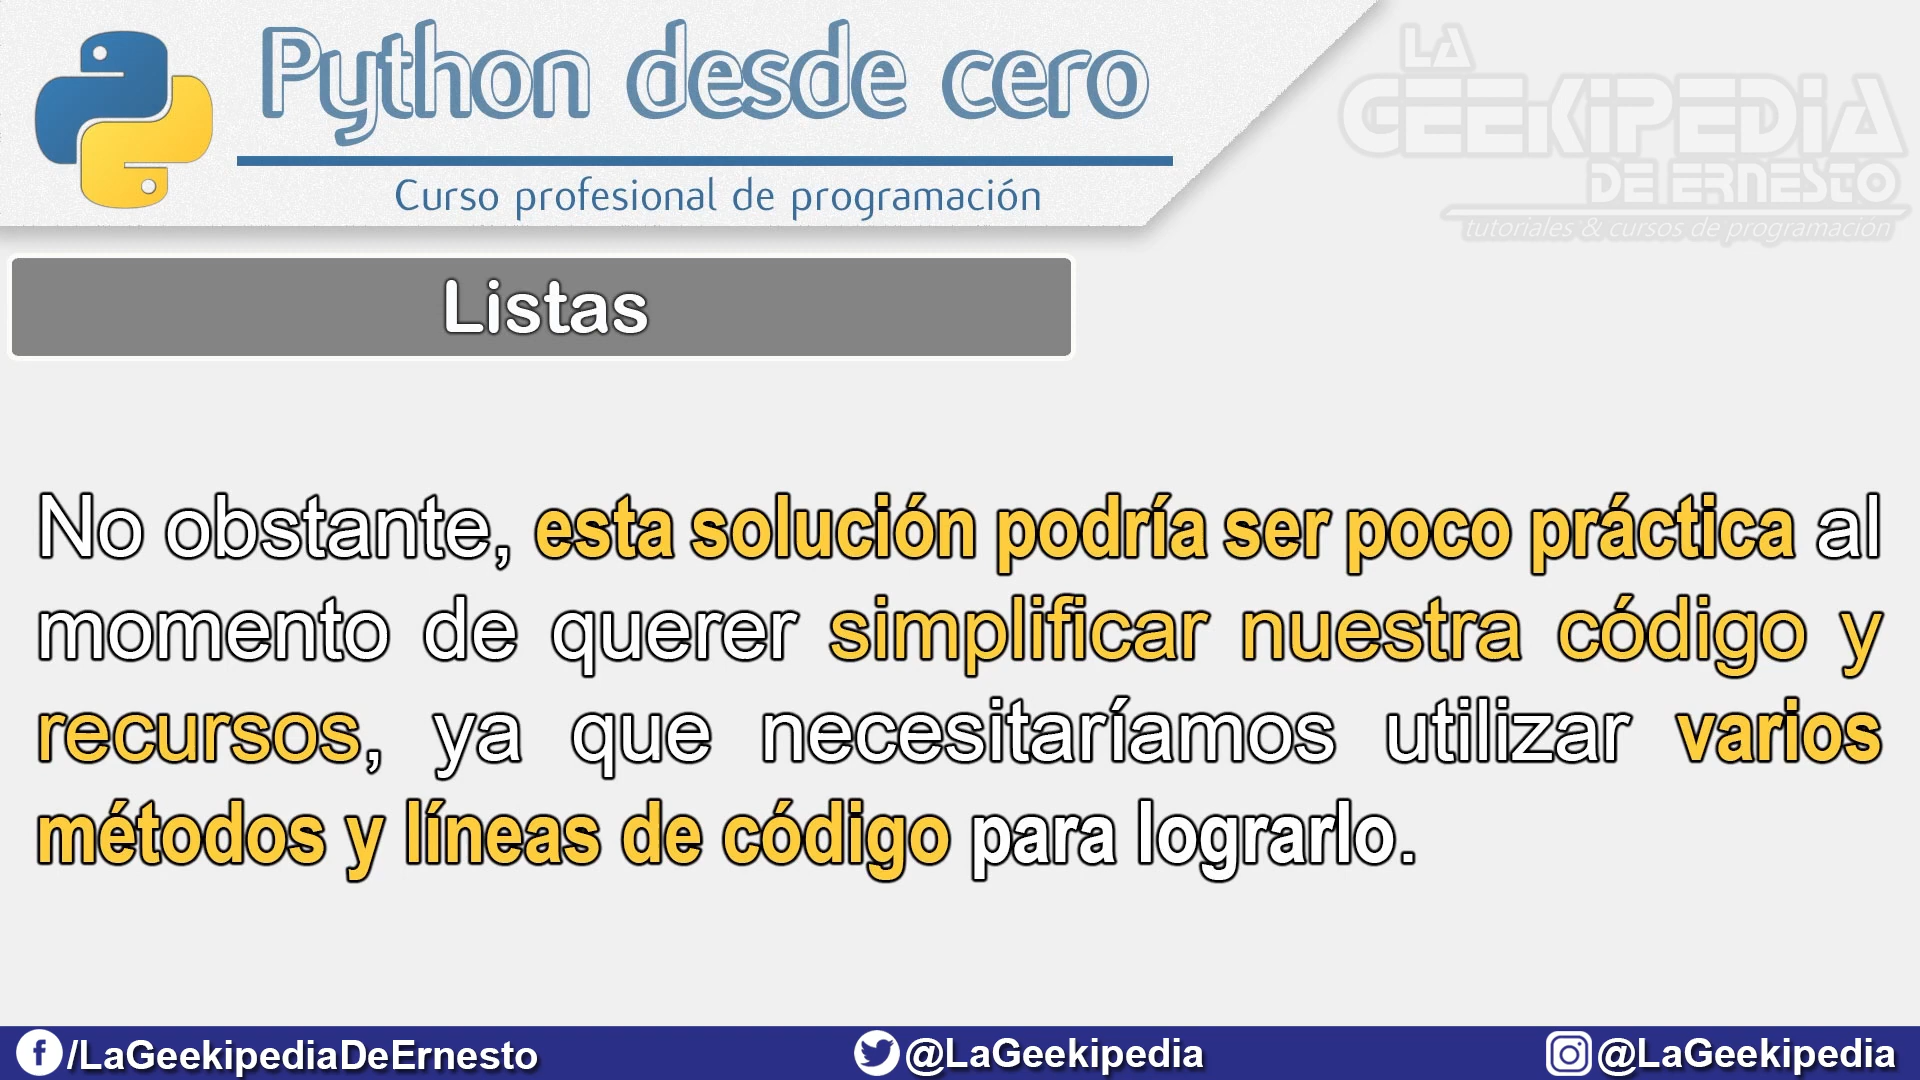 Python desde cero
Curso profesional de programación
LA
GEEKIPEDIA
DE ERNESTO
tutoriales & cursos de programación
Listas
No obstante, esta solución podría ser poco práctica al
momento de querer simplificar nuestra código y
recursos, ya que necesitaríamos utilizar varios
métodos y líneas de código para lograrlo.
/LaGeekipediaDeErnesto
@LaGeekipedia
@LaGeekipedia